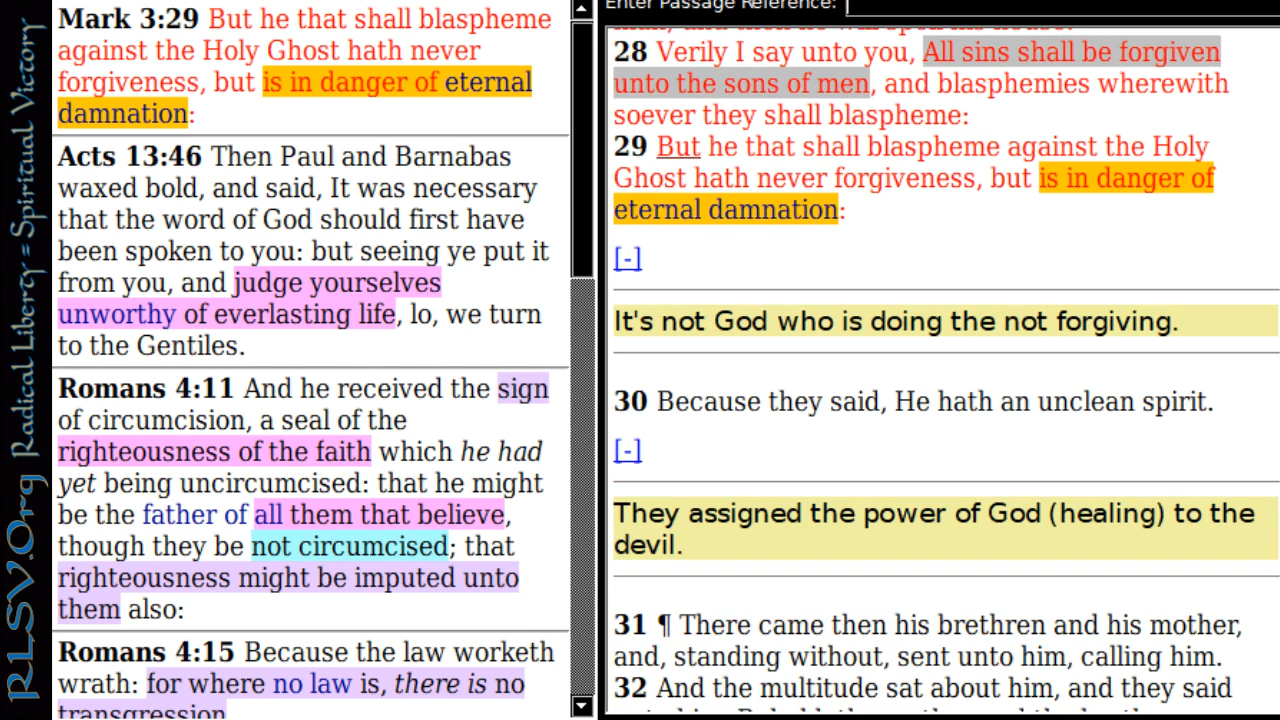 RLSV.Org Radical Liberty = Spiritual Victory
Mark 3:29 But he that shall blaspheme
against the Holy Ghost hath never
forgiveness, but is in danger of eternal
damnation:
Acts 13:46 Then Paul and Barnabas
waxed bold, and said, It was necessary
that the word of God should first have
been spoken to you: but seeing ye put it
from you, and judge yourselves
unworthy of everlasting life, lo, we turn
to the Gentiles.
Romans 4:11 And he received the sign
of circumcision, a seal of the
righteousness of the faith which he had
yet being uncircumcised: that he might
be the father of all them that believe,
though they be not circumcised; that
righteousness might be imputed unto
them also:
Romans 4:15 Because the law worketh
wrath: for where no law is, there is no
transgression
Enter Passage Reference:
28 Verily I say unto you, All sins shall be forgiven
unto the sons of men, and blasphemies wherewith
soever they shall blaspheme:
29 But he that shall blaspheme against the Holy
Ghost hath never forgiveness, but is in danger of
eternal damnation:
[-]
It's not God who is doing the not forgiving.
30 Because they said, He hath an unclean spirit.
[-]
They assigned the power of God (healing) to the
devil.
31 ¶ There came then his brethren and his mother,
and, standing without, sent unto him, calling him.
32 And the multitude sat about him, and they said